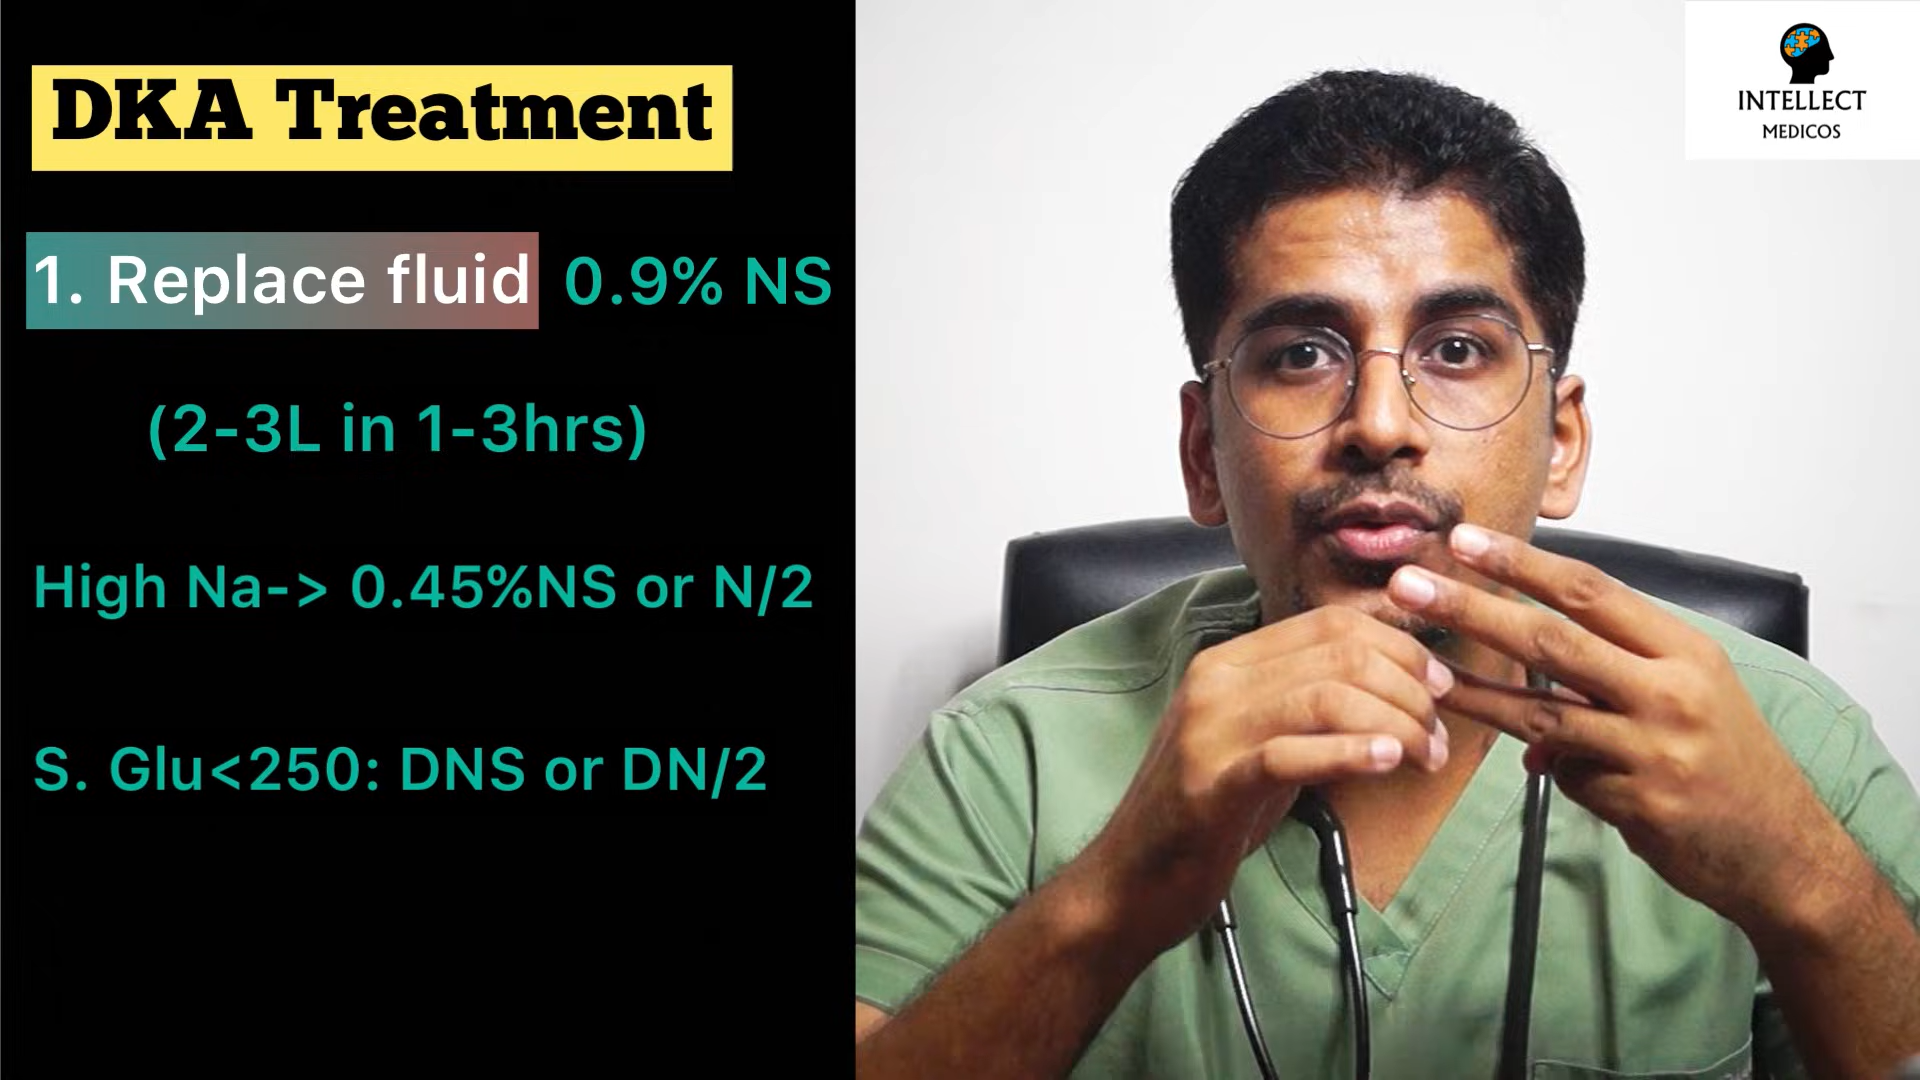 DKA Treatment
1. Replace fluid 0.9% NS
(2-3L in 1-3hrs)
High Na-> 0.45%NS or N/2
S. Glu<250: DNS or DN/2
INTELLECT
MEDICOS